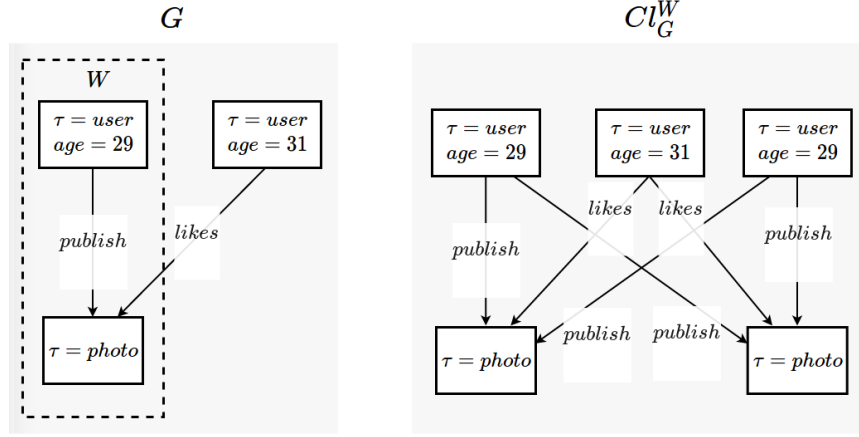 G
W
τ = user
age = 29
τ = user
age = 31
publish
likes
τ = photo
Cl_G^W
τ = user
age = 29
τ = user
age = 31
τ = user
age = 29
likes
likes
publish
publish
publish
publish
τ = photo
τ = photo